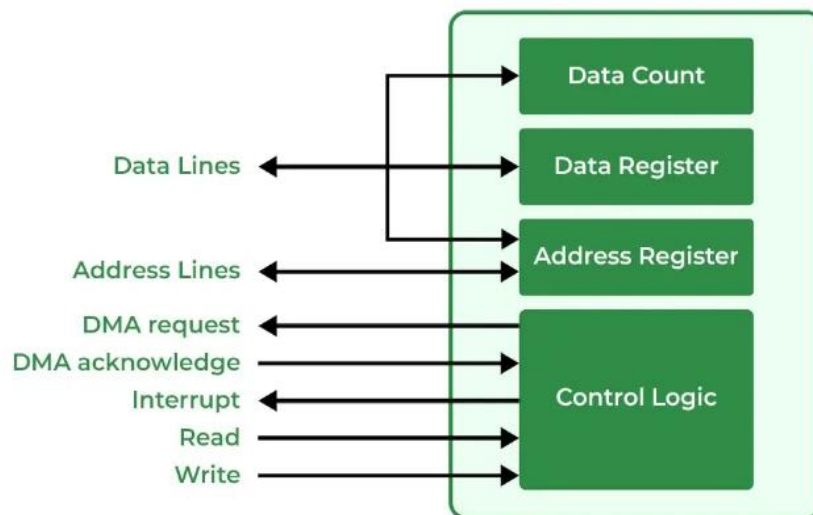 Data Count
Data Lines
Data Register
Address Register
Address Lines
DMA request
DMA acknowledge
Interrupt
Control Logic
Read
Write